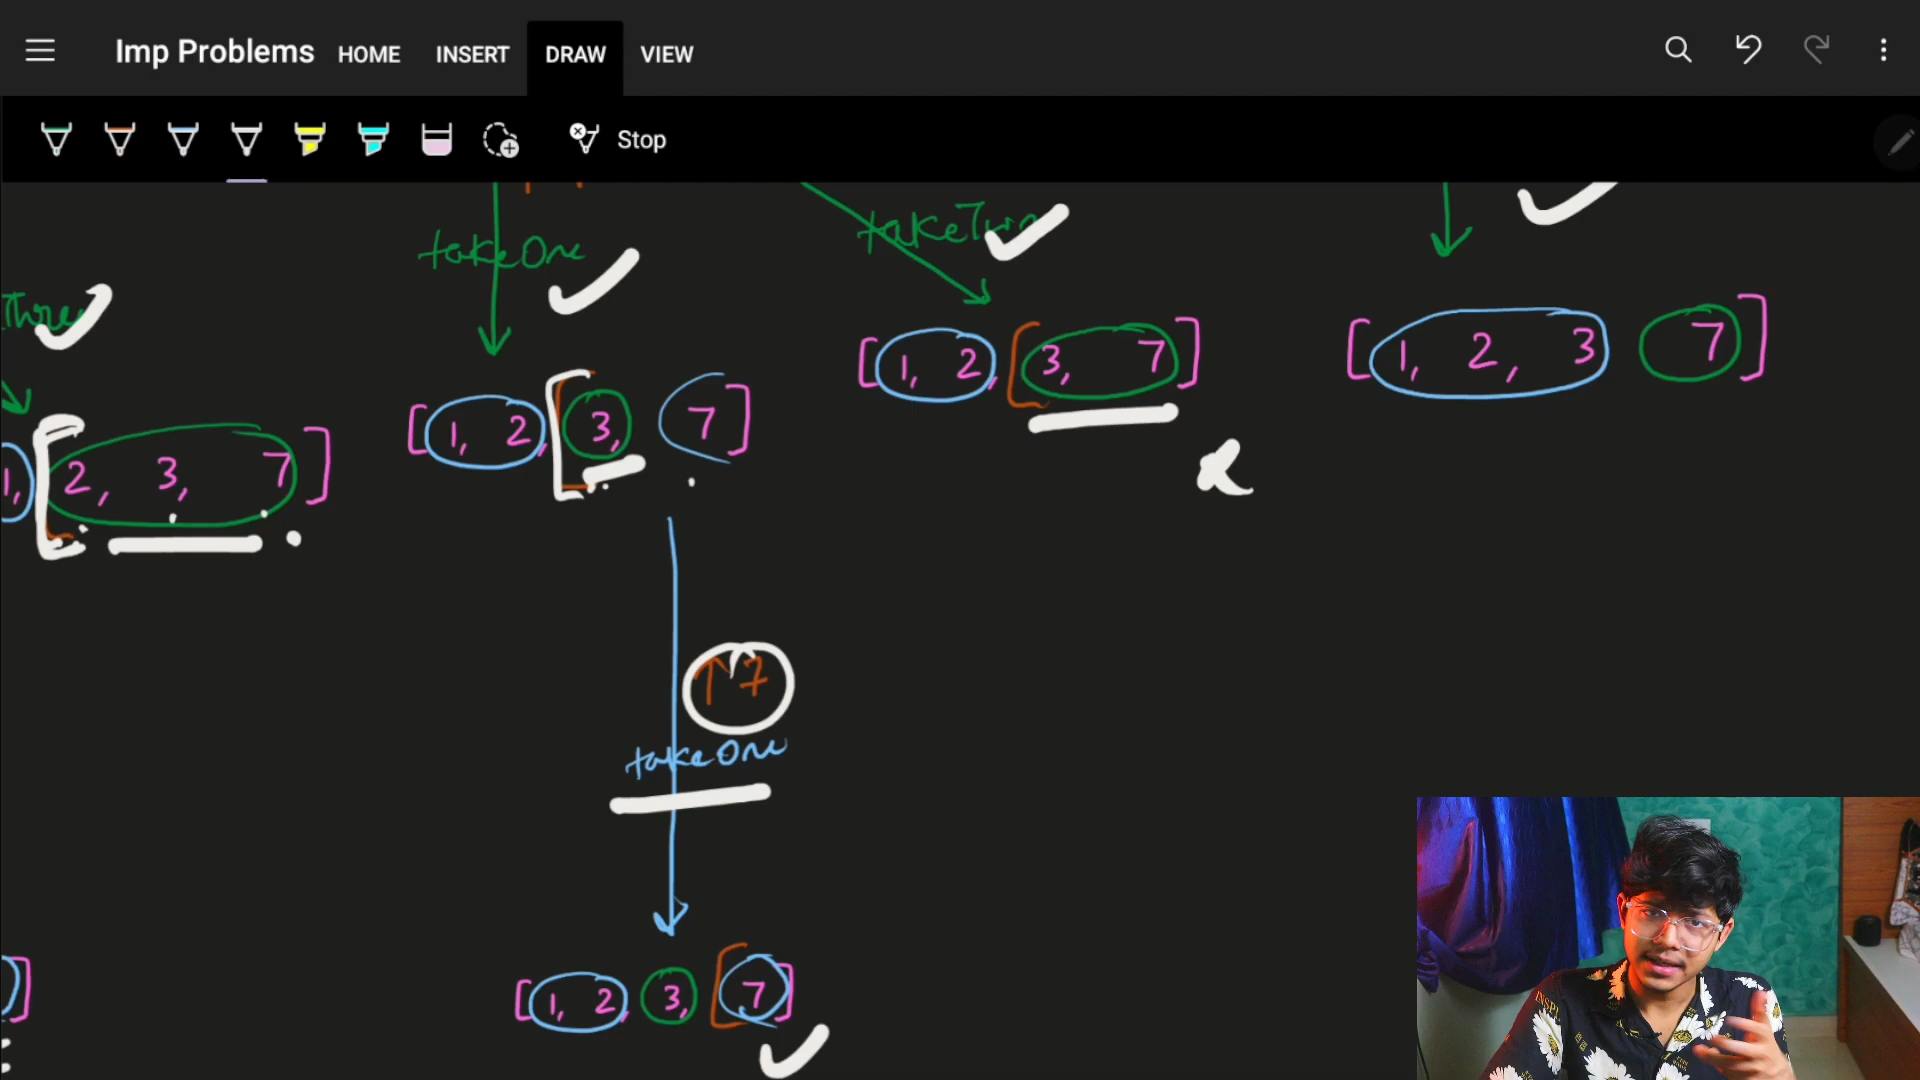 Imp Problems HOME INSERT DRAW VIEW
Stop
Three
takeOne
takeTwo
1, 2, 3, 7]
[1, 2, [3, 7]
[1, 2, [3, 7]
[1, 2, 3 7]
x
↑ 7
takeOne
]
[1, 2, 3, [7]
INSPI